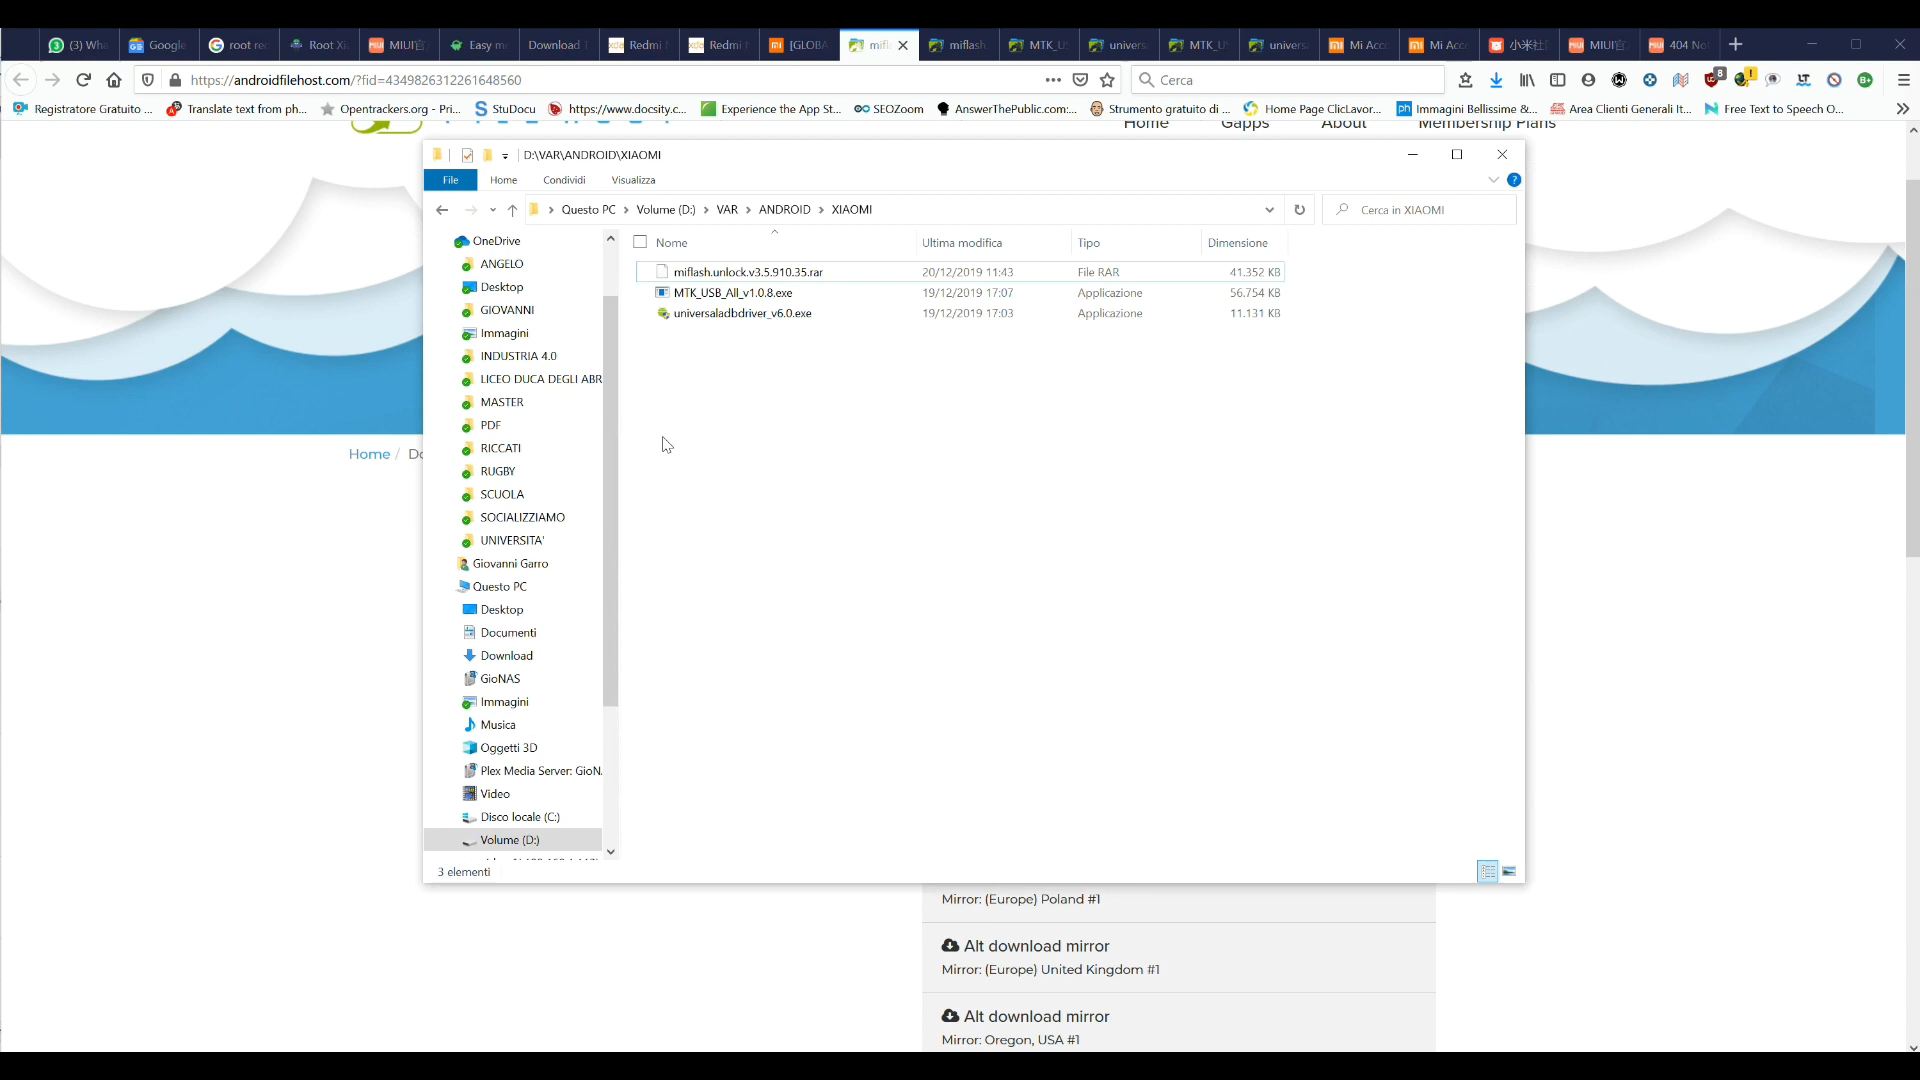 (3) Wha
Google
root re
Root Xi
MIUI官
Easy m
Download
Redmi
Redmi
[GLOBA
mifl
miflash
MTK_U
univers
MTK_U
univers
Mi Acc
Mi Acc
小米社
MIUI官
404 No
https://androidfilehost.com/?fid=4349826312261648560
Cerca
Registratore Gratuito ...
Translate text from ph...
Opentrackers.org - Pri...
StuDocu
https://www.docsity.c...
Experience the App St...
SEOZoom
AnswerThePublic.com:...
Strumento gratuito di ...
Home Page ClicLavor...
Immagini Bellissime &...
Area Clienti Generali It...
Free Text to Speech O...
Home
Gapps
About
Membership Plans
D:\VAR\ANDROID\XIAOMI
File
Home
Condividi
Visualizza
Questo PC > Volume (D:) > VAR > ANDROID > XIAOMI
Cerca in XIAOMI
Nome
Ultima modifica
Tipo
Dimensione
miflash.unlock.v3.5.910.35.rar 20/12/2019 11:43 File RAR 41.352 KB
MTK_USB_All_v1.0.8.exe 19/12/2019 17:07 Applicazione 56.754 KB
universaladbdriver_v6.0.exe 19/12/2019 17:03 Applicazione 11.131 KB
OneDrive
ANGELO
Desktop
GIOVANNI
Immagini
INDUSTRIA 4.0
LICEO DUCA DEGLI ABR
MASTER
PDF
RICCATI
RUGBY
SCUOLA
SOCIALIZZIAMO
UNIVERSITA'
Giovanni Garro
Questo PC
Desktop
Documenti
Download
GioNAS
Immagini
Musica
Oggetti 3D
Plex Media Server: GioN
Video
Disco locale (C:)
Volume (D:)
3 elementi
Home /
Mirror: (Europe) Poland #1
Alt download mirror
Mirror: (Europe) United Kingdom #1
Alt download mirror
Mirror: Oregon, USA #1